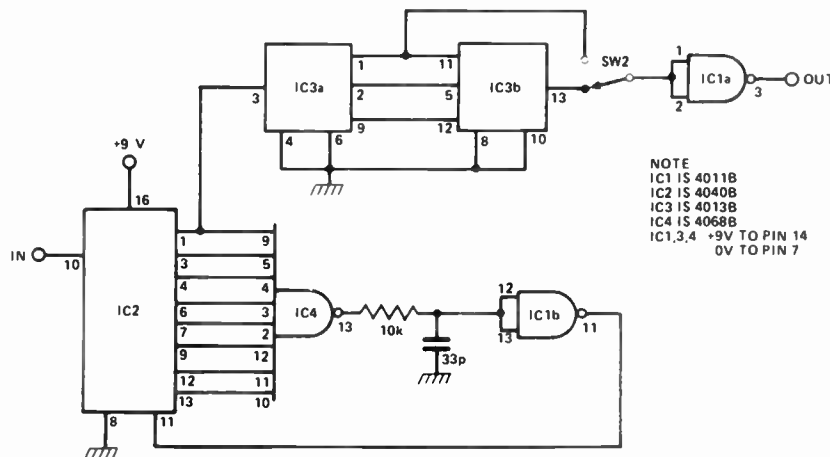 1
11
SW2
1
IC1a
3
OUT
2
3
IC3a
2
5
IC3b
13
9
12
4
6
8
10
+9 V
16
NOTE
IC1 IS 4011B
IC2 IS 4040B
IC3 IS 4013B
IC4 IS 4068B
IC1,3,4 +9V TO PIN 14
0V TO PIN 7
IN
10
IC2
1
9
3
5
4
4
6
3
7
2
9
12
12
11
13
10
IC4
13
10k
33p
12
13
IC1b
11
8
11